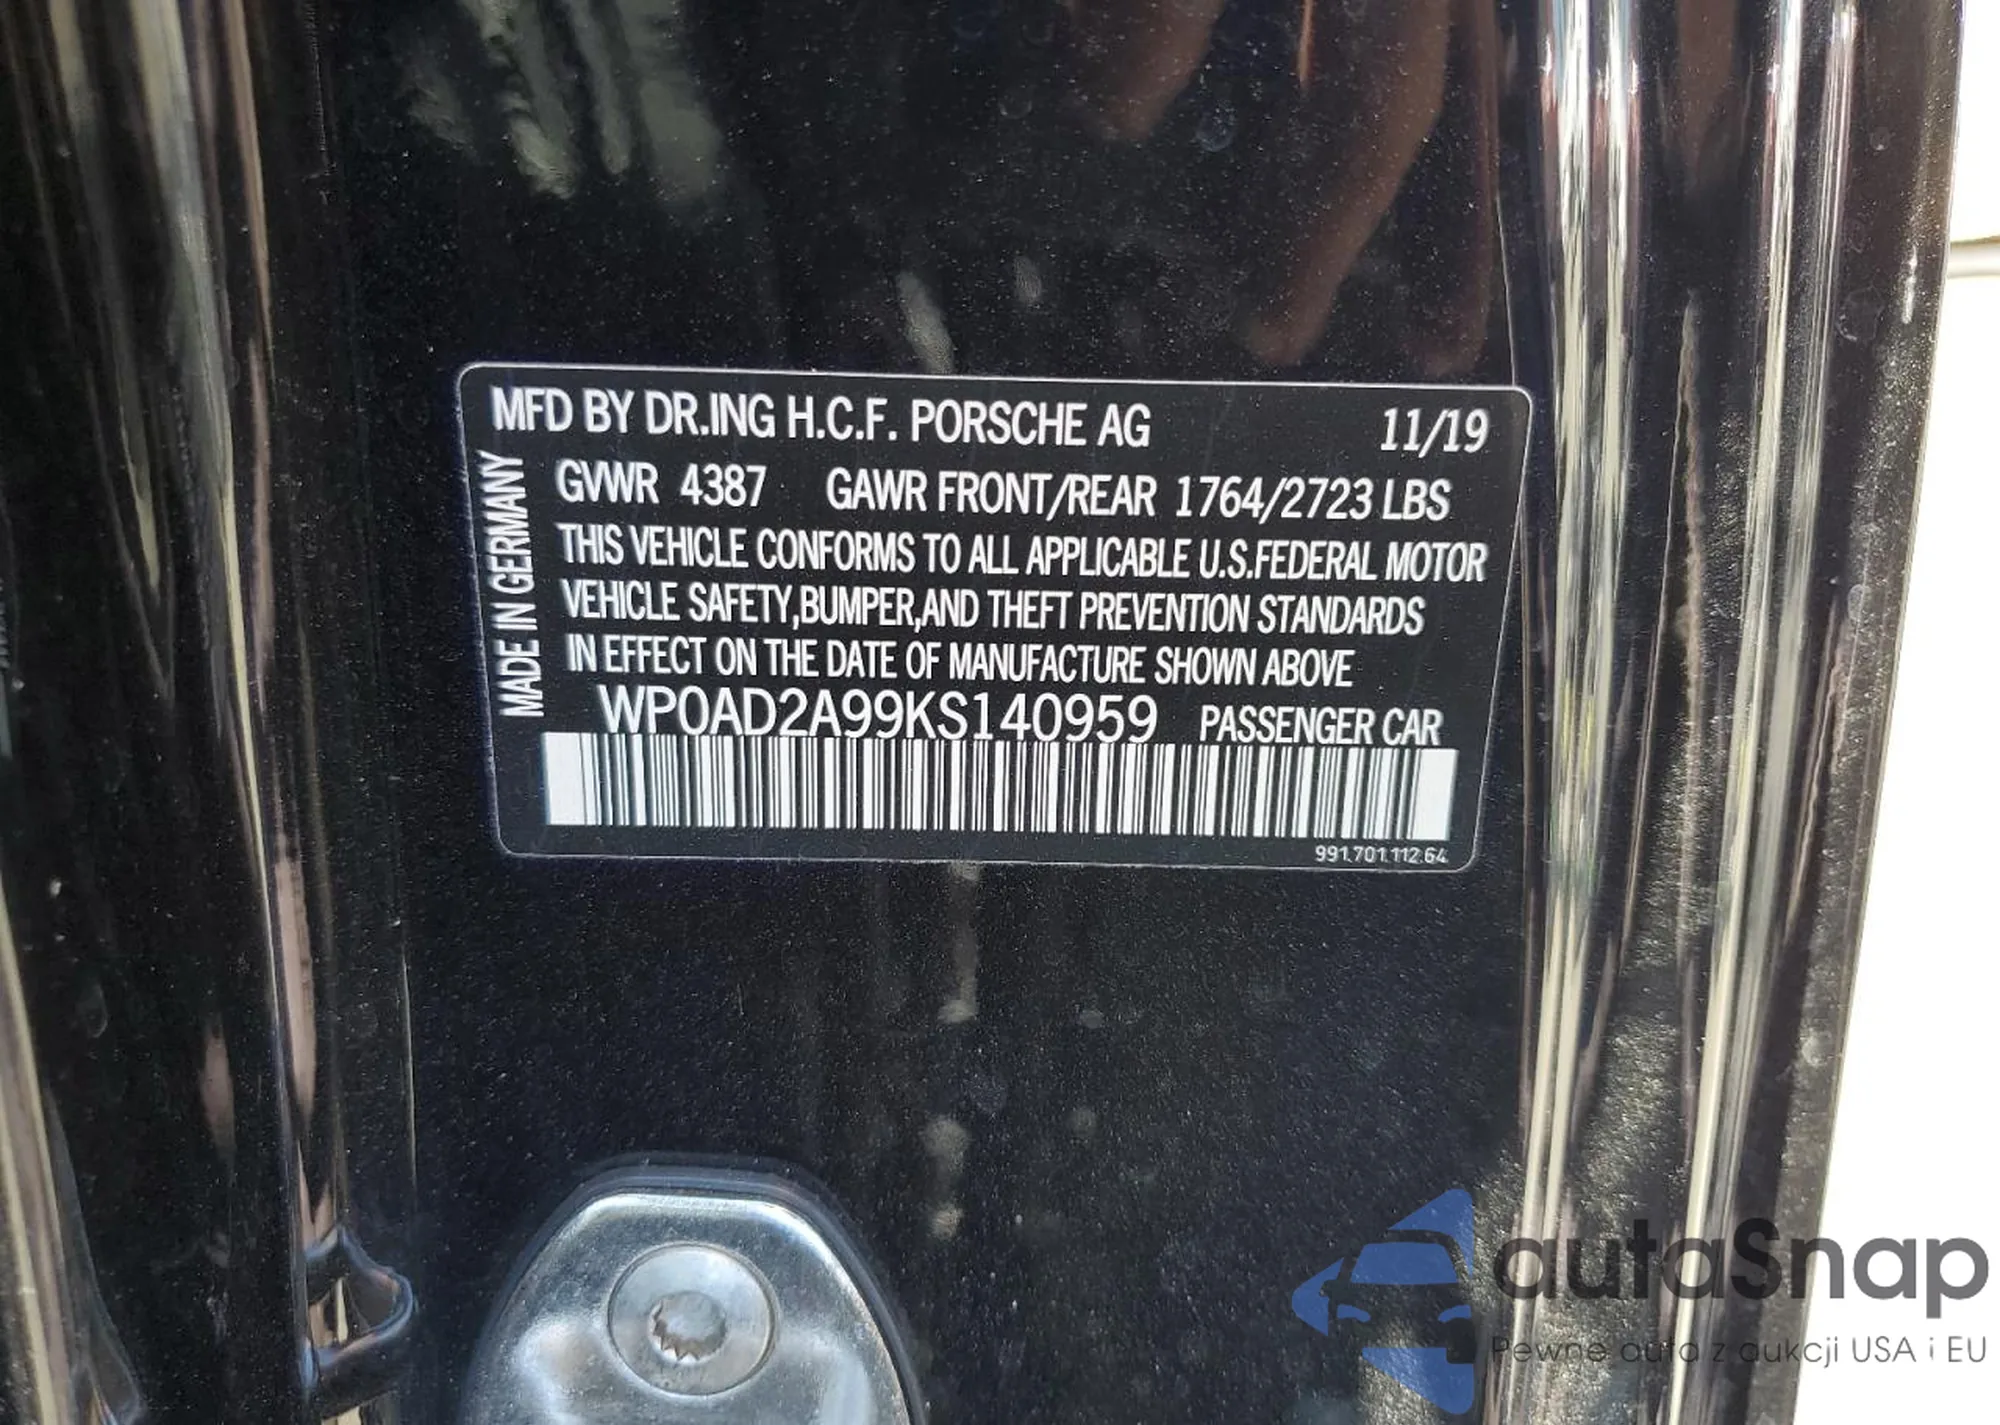 MFD BY DR.ING H.C.F. PORSCHE AG 11/19
GVWR 4387 GAWR FRONT/REAR 1764/2723 LBS
THIS VEHICLE CONFORMS TO ALL APPLICABLE U.S.FEDERAL MOTOR
VEHICLE SAFETY,BUMPER,AND THEFT PREVENTION STANDARDS
IN EFFECT ON THE DATE OF MANUFACTURE SHOWN ABOVE
WP0AD2A99KS140959 PASSENGER CAR
991.701.112.64
MADE IN GERMANY
autoSnap
Pewne auta z aukcji USA i EU